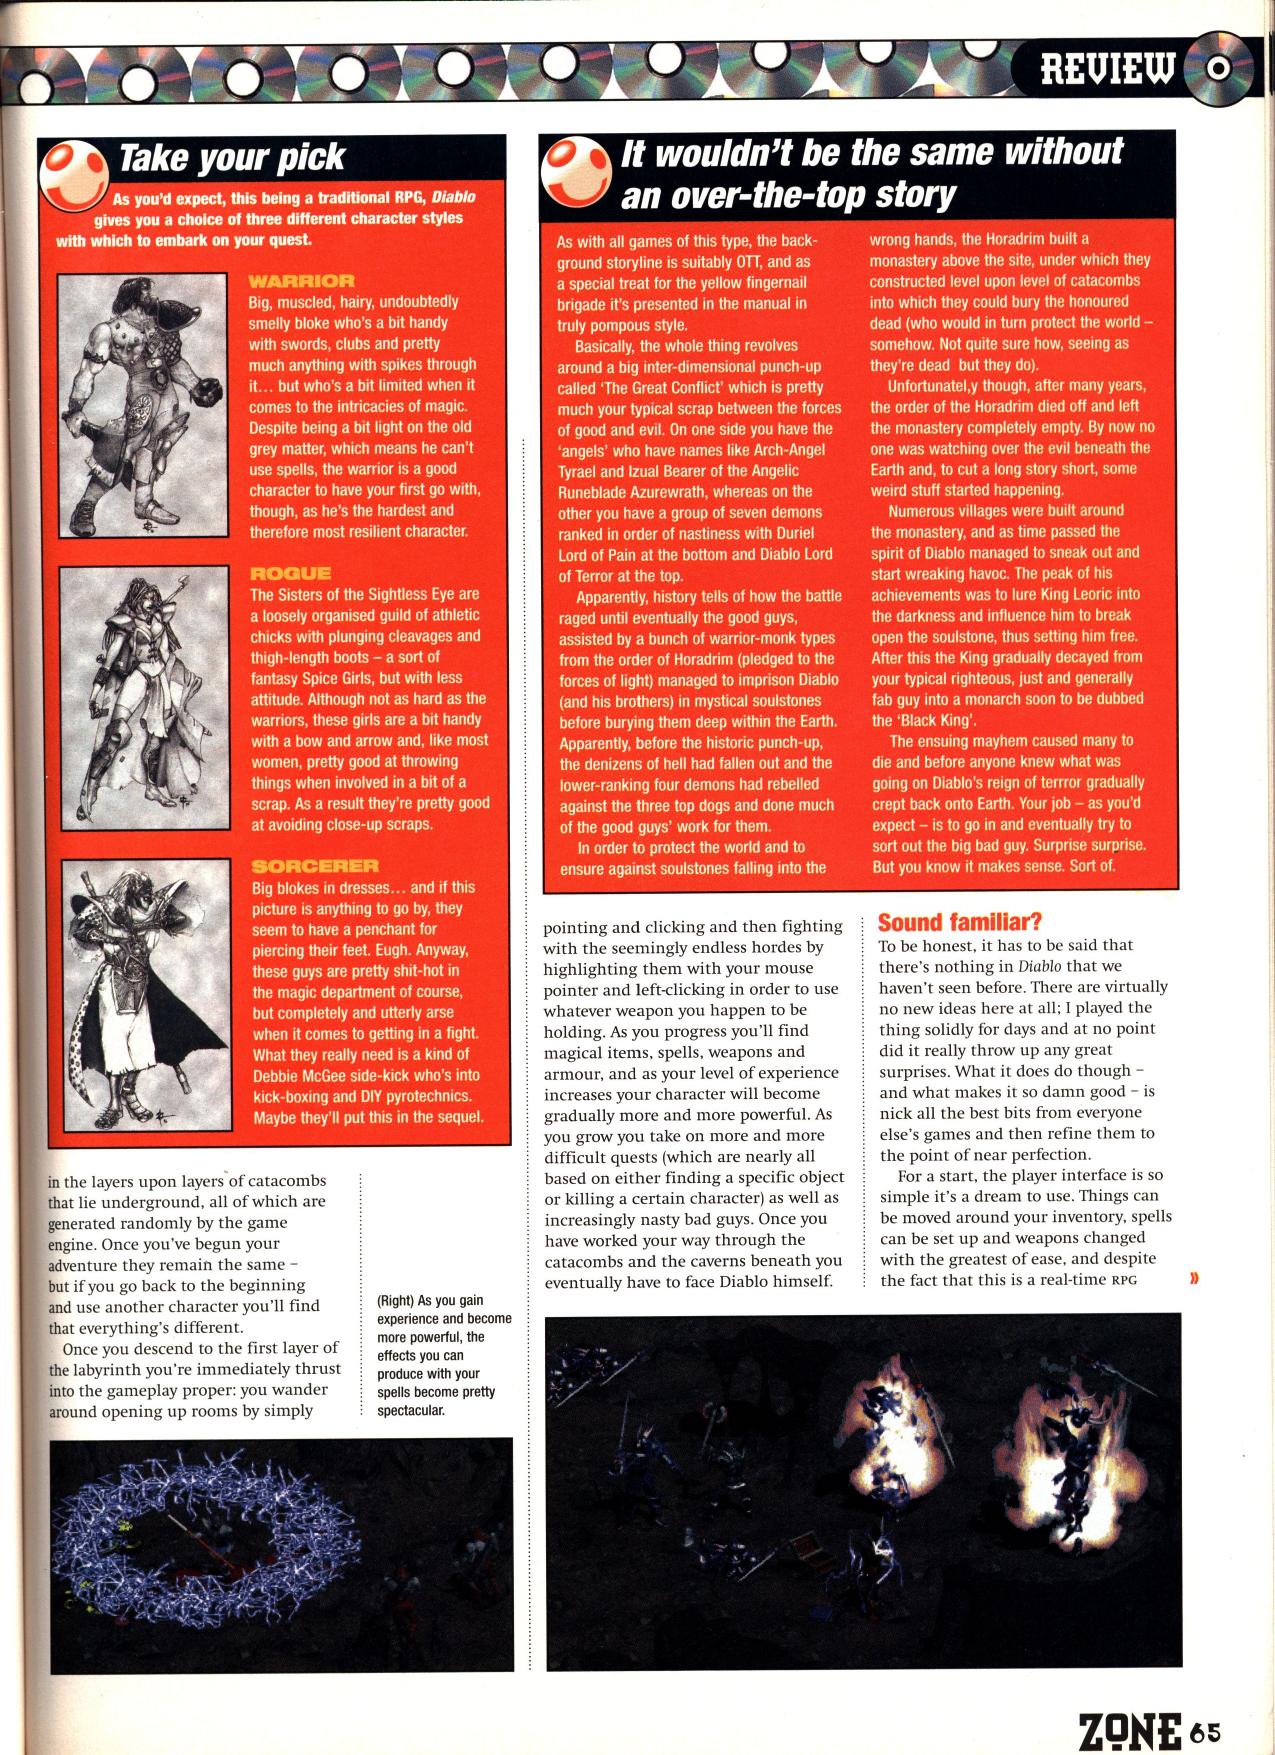 REVIEW
Take your pick
As you'd expect, this being a traditional RPG, Diablo
gives you a choice of three different character styles
with which to embark on your quest.
WARRIOR
Big, muscled, hairy, undoubtedly
smelly bloke who's a bit handy
with swords, clubs and pretty
much anything with spikes through
it... but who's a bit limited when it
comes to the intricacies of magic.
Despite being a bit light on the old
grey matter, which means he can't
use spells, the warrior is a good
character to have your first go with,
though, as he's the hardest and
therefore most resilient character.
ROGUE
The Sisters of the Sightless Eye are
a loosely organised guild of athletic
chicks with plunging cleavages and
thigh-length boots – a sort of
fantasy Spice Girls, but with less
attitude. Although not as hard as the
warriors, these girls are a bit handy
with a bow and arrow and, like most
women, pretty good at throwing
things when involved in a bit of a
scrap. As a result they're pretty good
at avoiding close-up scraps.
SORCERER
Big blokes in dresses... and if this
picture is anything to go by, they
seem to have a penchant for
piercing their feet. Eugh. Anyway,
these guys are pretty shit-hot in
the magic department of course,
but completely and utterly arse
when it comes to getting in a fight.
What they really need is a kind of
Debbie McGee side-kick who's into
kick-boxing and DIY pyrotechnics.
Maybe they'll put this in the sequel.
It wouldn't be the same without
an over-the-top story
As with all games of this type, the back-
ground storyline is suitably OTT, and as
a special treat for the yellow fingernail
brigade it's presented in the manual in
truly pompous style.
Basically, the whole thing revolves
around a big inter-dimensional punch-up
called 'The Great Conflict' which is pretty
much your typical scrap between the forces
of good and evil. On one side you have the
'angels' who have names like Arch-Angel
Tyrael and Izual Bearer of the Angelic
Runeblade Azurewrath, whereas on the
other you have a group of seven demons
ranked in order of nastiness with Duriel
Lord of Pain at the bottom and Diablo Lord
of Terror at the top.
Apparently, history tells of how the battle
raged until eventually the good guys,
assisted by a bunch of warrior-monk types
from the order of Horadrim (pledged to the
forces of light) managed to imprison Diablo
(and his brothers) in mystical soulstones
before burying them deep within the Earth.
Apparently, before the historic punch-up,
the denizens of hell had fallen out and the
lower-ranking four demons had rebelled
against the three top dogs and done much
of the good guys' work for them.
In order to protect the world and to
ensure against soulstones falling into the
wrong hands, the Horadrim built a
monastery above the site, under which they
constructed level upon level of catacombs
into which they could bury the honoured
dead (who would in turn protect the world –
somehow. Not quite sure how, seeing as
they're dead but they do).
Unfortunatel,y though, after many years,
the order of the Horadrim died off and left
the monastery completely empty. By now no
one was watching over the evil beneath the
Earth and, to cut a long story short, some
weird stuff started happening.
Numerous villages were built around
the monastery, and as time passed the
spirit of Diablo managed to sneak out and
start wreaking havoc. The peak of his
achievements was to lure King Leoric into
the darkness and influence him to break
open the soulstone, thus setting him free.
After this the King gradually decayed from
your typical righteous, just and generally
fab guy into a monarch soon to be dubbed
the 'Black King'.
The ensuing mayhem caused many to
die and before anyone knew what was
going on Diablo's reign of terrror gradually
crept back onto Earth. Your job – as you'd
expect – is to go in and eventually try to
sort out the big bad guy. Surprise surprise.
But you know it makes sense. Sort of.
in the layers upon layers of catacombs
that lie underground, all of which are
generated randomly by the game
engine. Once you've begun your
adventure they remain the same –
but if you go back to the beginning
and use another character you'll find
that everything's different.
Once you descend to the first layer of
the labyrinth you're immediately thrust
into the gameplay proper: you wander
around opening up rooms by simply
(Right) As you gain
experience and become
more powerful, the
effects you can
produce with your
spells become pretty
spectacular.
pointing and clicking and then fighting
with the seemingly endless hordes by
highlighting them with your mouse
pointer and left-clicking in order to use
whatever weapon you happen to be
holding. As you progress you'll find
magical items, spells, weapons and
armour, and as your level of experience
increases your character will become
gradually more and more powerful. As
you grow you take on more and more
difficult quests (which are nearly all
based on either finding a specific object
or killing a certain character) as well as
increasingly nasty bad guys. Once you
have worked your way through the
catacombs and the caverns beneath you
eventually have to face Diablo himself.
Sound familiar?
To be honest, it has to be said that
there's nothing in Diablo that we
haven't seen before. There are virtually
no new ideas here at all; I played the
thing solidly for days and at no point
did it really throw up any great
surprises. What it does do though –
and what makes it so damn good – is
nick all the best bits from everyone
else's games and then refine them to
the point of near perfection.
For a start, the player interface is so
simple it's a dream to use. Things can
be moved around your inventory, spells
can be set up and weapons changed
with the greatest of ease, and despite
the fact that this is a real-time RPG »
ZONE 65